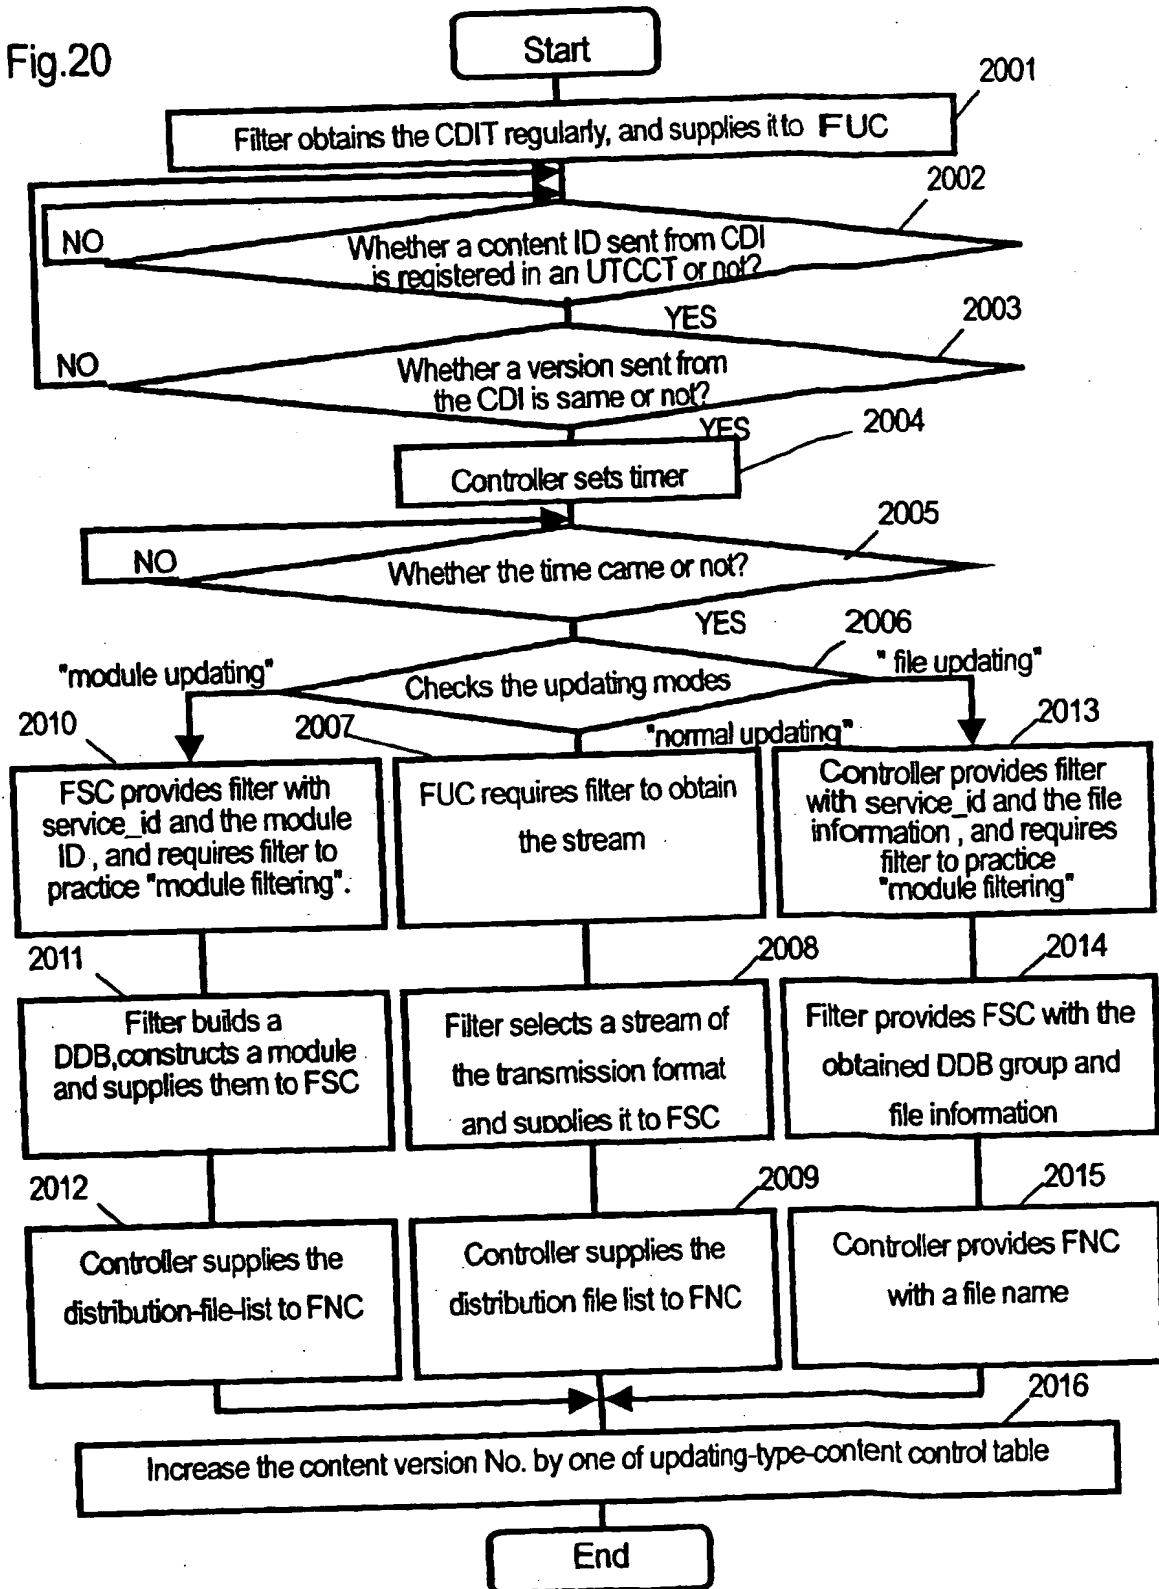 Fig.20
Start
2001
Filter obtains the CDIT regularly, and supplies it to FUC
2002
NO
Whether a content ID sent from CDI
is registered in an UTCCT or not?
YES
2003
NO
Whether a version sent from
the CDI is same or not?
YES
2004
Controller sets timer
2005
NO
Whether the time came or not?
YES
2006
"module updating"
Checks the updating modes
" file updating"
2010
2007
"normal updating"
2013
FSC provides filter with
service_id and the module
ID , and requires filter to
practice "module filtering".
FUC requires filter to obtain
the stream
Controller provides filter
with service_id and the file
information , and requires
filter to practice
"module filtering"
2011
2008
2014
Filter builds a
DDB,constructs a module
and supplies them to FSC
Filter selects a stream of
the transmission format
and supplies it to FSC
Filter provides FSC with the
obtained DDB group and
file information
2012
2009
2015
Controller supplies the
distribution-file-list to FNC
Controller supplies the
distribution file list to FNC
Controller provides FNC
with a file name
2016
Increase the content version No. by one of updating-type-content control table
End